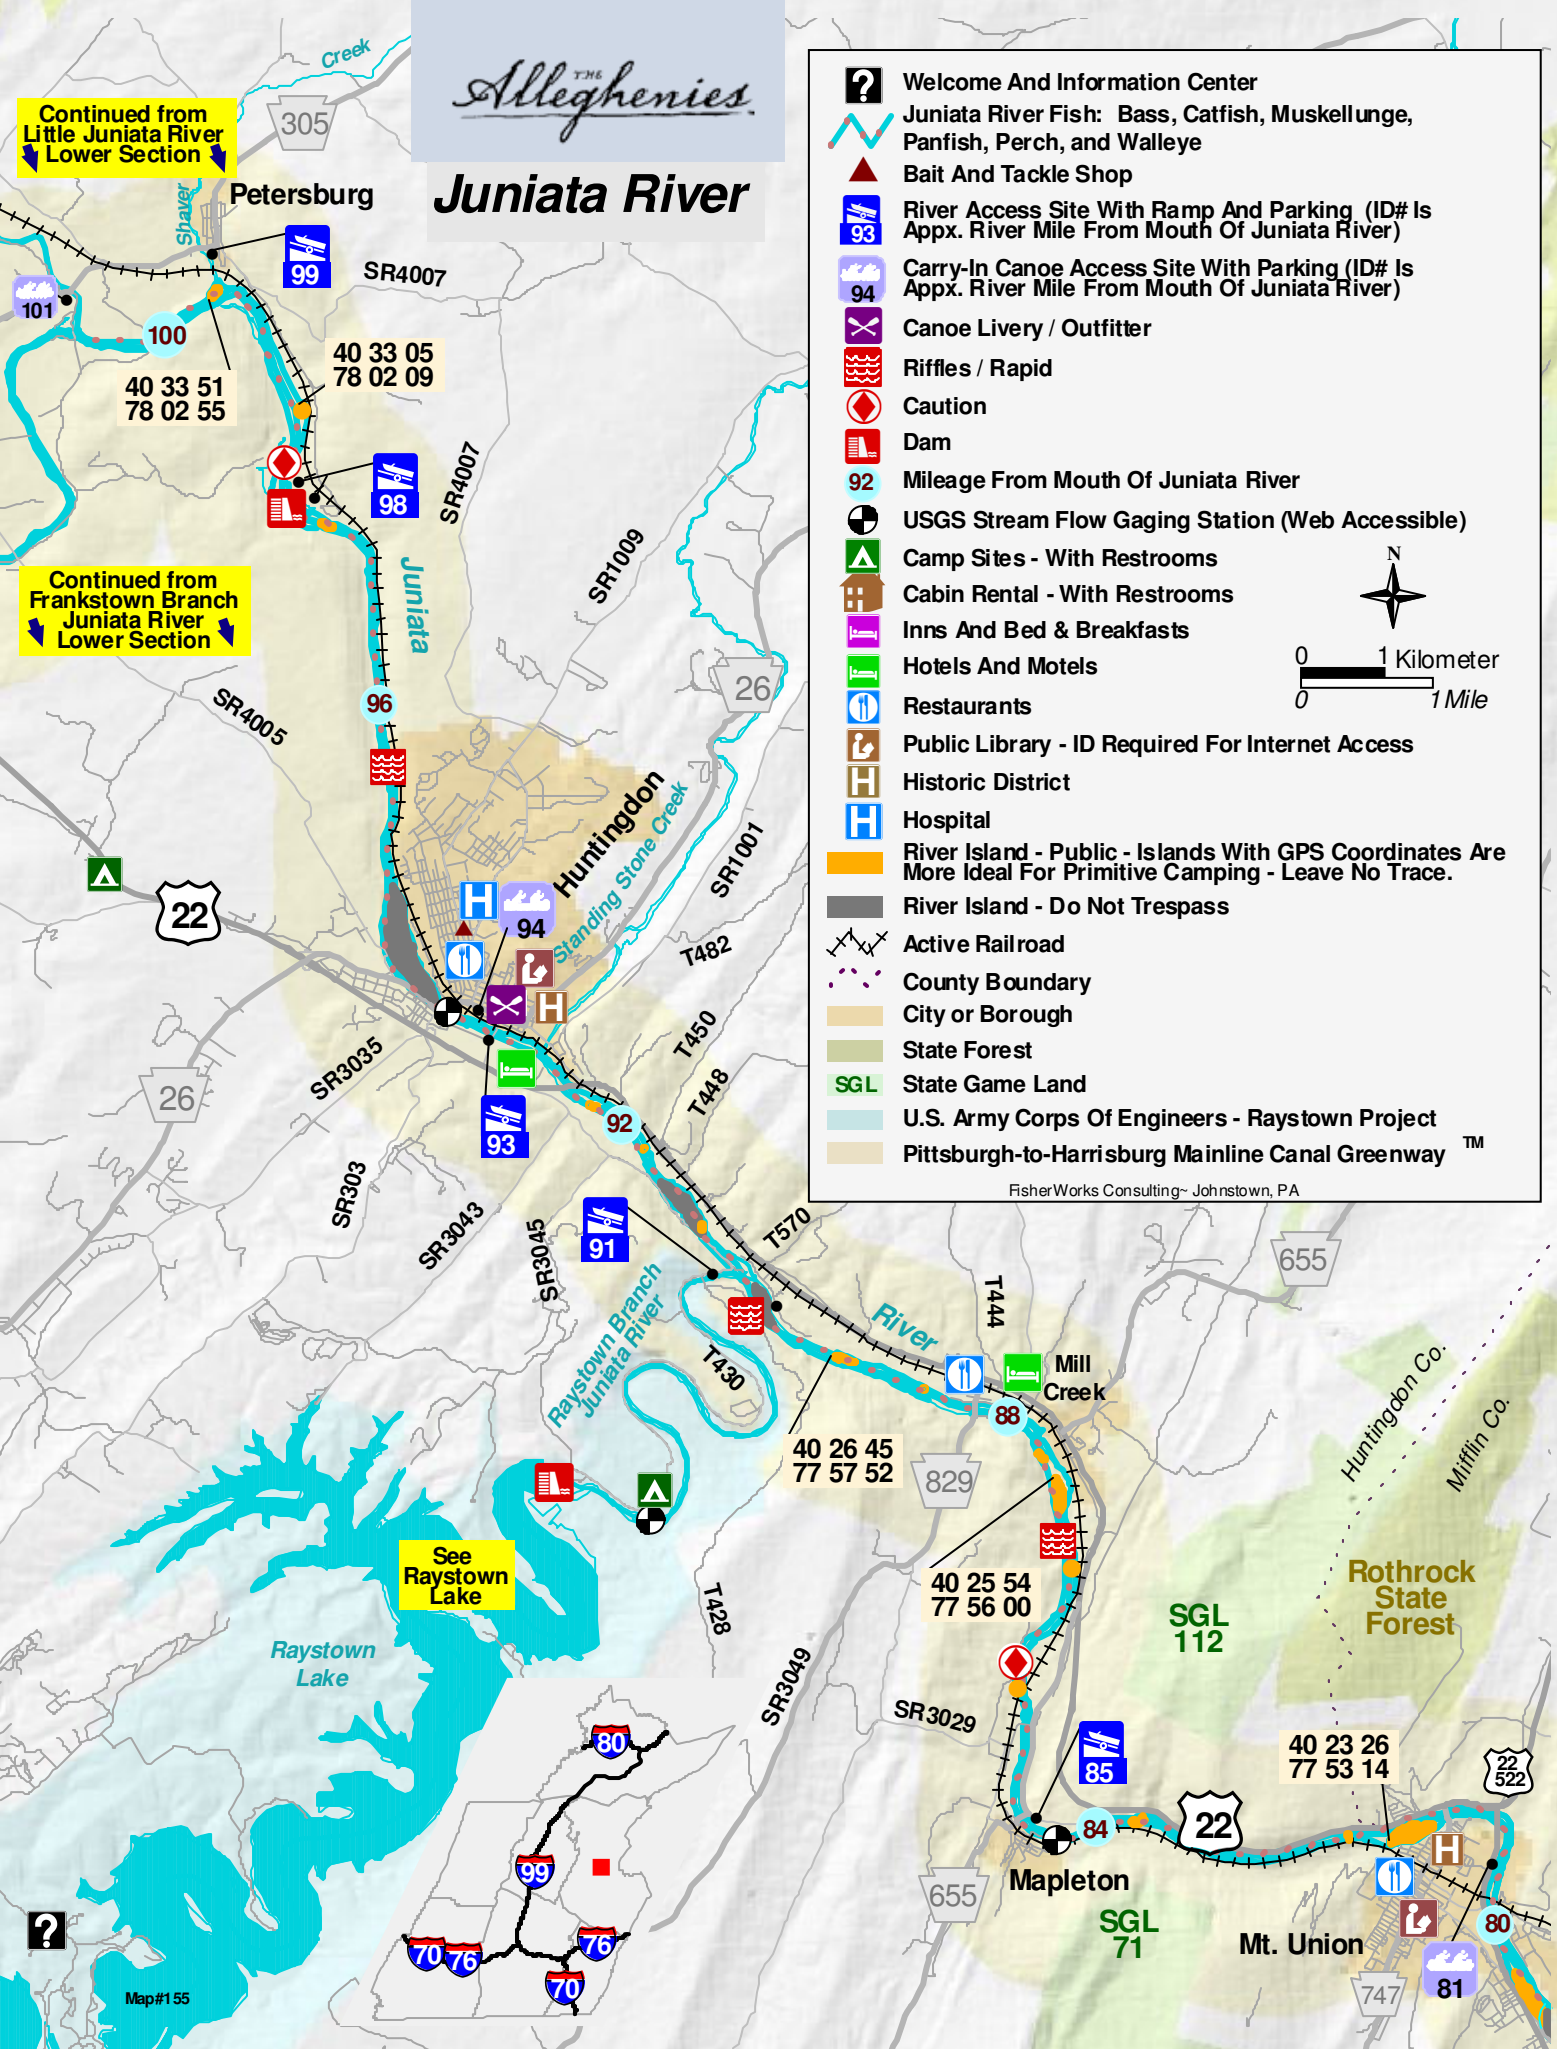 Creek
THE
Alleghenies
Juniata River
Continued from
Little Juniata River
Lower Section
305
Shaver
Petersburg
99
SR4007
101
100
40 33 05
78 02 09
40 33 51
78 02 55
98
SR4007
SR1009
Juniata
Continued from
Frankstown Branch
Juniata River
Lower Section
26
96
SR4005
Huntingdon
Standing Stone Creek
SR1001
22
H
94
T482
H
26
SR3035
T450
T448
93
92
SR303
SR3043
SR3045
91
T570
Raystown Branch
Juniata River
T430
River
T444
655
Mill
Creek
88
40 26 45
77 57 52
829
Huntingdon Co.
Mifflin Co.
See
Raystown
Lake
40 25 54
77 56 00
T428
Rothrock
State
Forest
SGL
112
Raystown
Lake
SR3049
SR3029
85
40 23 26
77 53 14
22
522
80
99
70
76
76
70
84
22
H
655
Mapleton
SGL
71
Mt. Union
80
81
747
?
Map#155
? Welcome And Information Center
Juniata River Fish: Bass, Catfish, Muskellunge,
Panfish, Perch, and Walleye
Bait And Tackle Shop
River Access Site With Ramp And Parking (ID# Is
93 Appx. River Mile From Mouth Of Juniata River)
Carry-In Canoe Access Site With Parking (ID# Is
94 Appx. River Mile From Mouth Of Juniata River)
Canoe Livery / Outfitter
Riffles / Rapid
Caution
Dam
92 Mileage From Mouth Of Juniata River
USGS Stream Flow Gaging Station (Web Accessible)
Camp Sites - With Restrooms
Cabin Rental - With Restrooms
Inns And Bed & Breakfasts
Hotels And Motels
Restaurants
Public Library - ID Required For Internet Access
H Historic District
H Hospital
River Island - Public - Islands With GPS Coordinates Are
More Ideal For Primitive Camping - Leave No Trace.
River Island - Do Not Trespass
Active Railroad
County Boundary
City or Borough
State Forest
SGL State Game Land
U.S. Army Corps Of Engineers - Raystown Project
Pittsburgh-to-Harrisburg Mainline Canal Greenway TM
FisherWorks Consulting~ Johnstown, PA
N
0 1 Kilometer
0 1 Mile